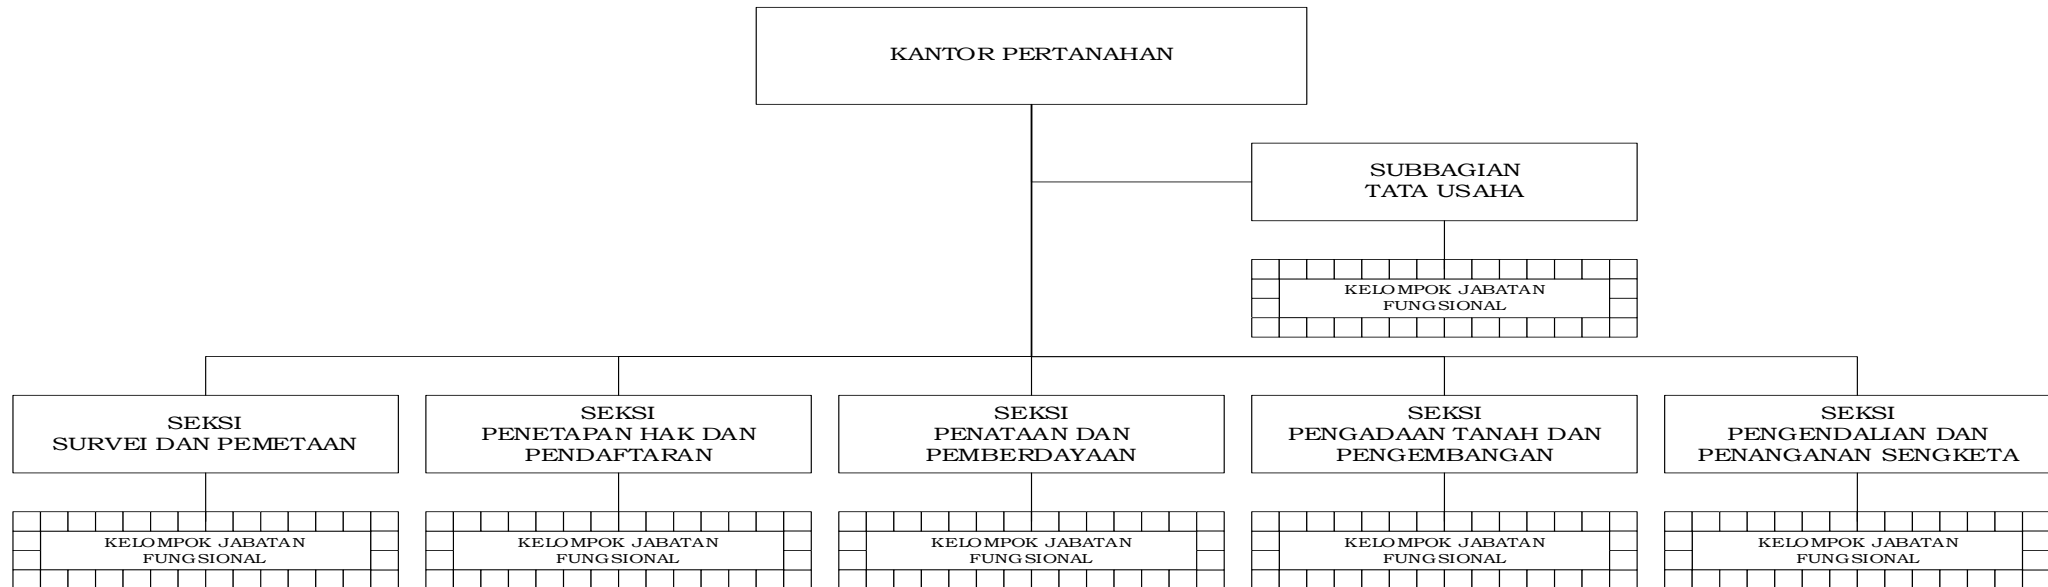 KANTOR PERTANAHAN
SUBBAGIAN
TATA USAHA
KELOMPOK JABATAN
FUNGSIONAL
SEKSI
SURVEI DAN PEMETAAN
SEKSI
PENETAPAN HAK DAN
PENDAFTARAN
SEKSI
PENATAAN DAN
PEMBERDAYAAN
SEKSI
PENGADAAN TANAH DAN
PENGEMBANGAN
SEKSI
PENGENDALIAN DAN
PENANGANAN SENGKETA
KELOMPOK JABATAN
FUNGSIONAL
KELOMPOK JABATAN
FUNGSIONAL
KELOMPOK JABATAN
FUNGSIONAL
KELOMPOK JABATAN
FUNGSIONAL
KELOMPOK JABATAN
FUNGSIONAL